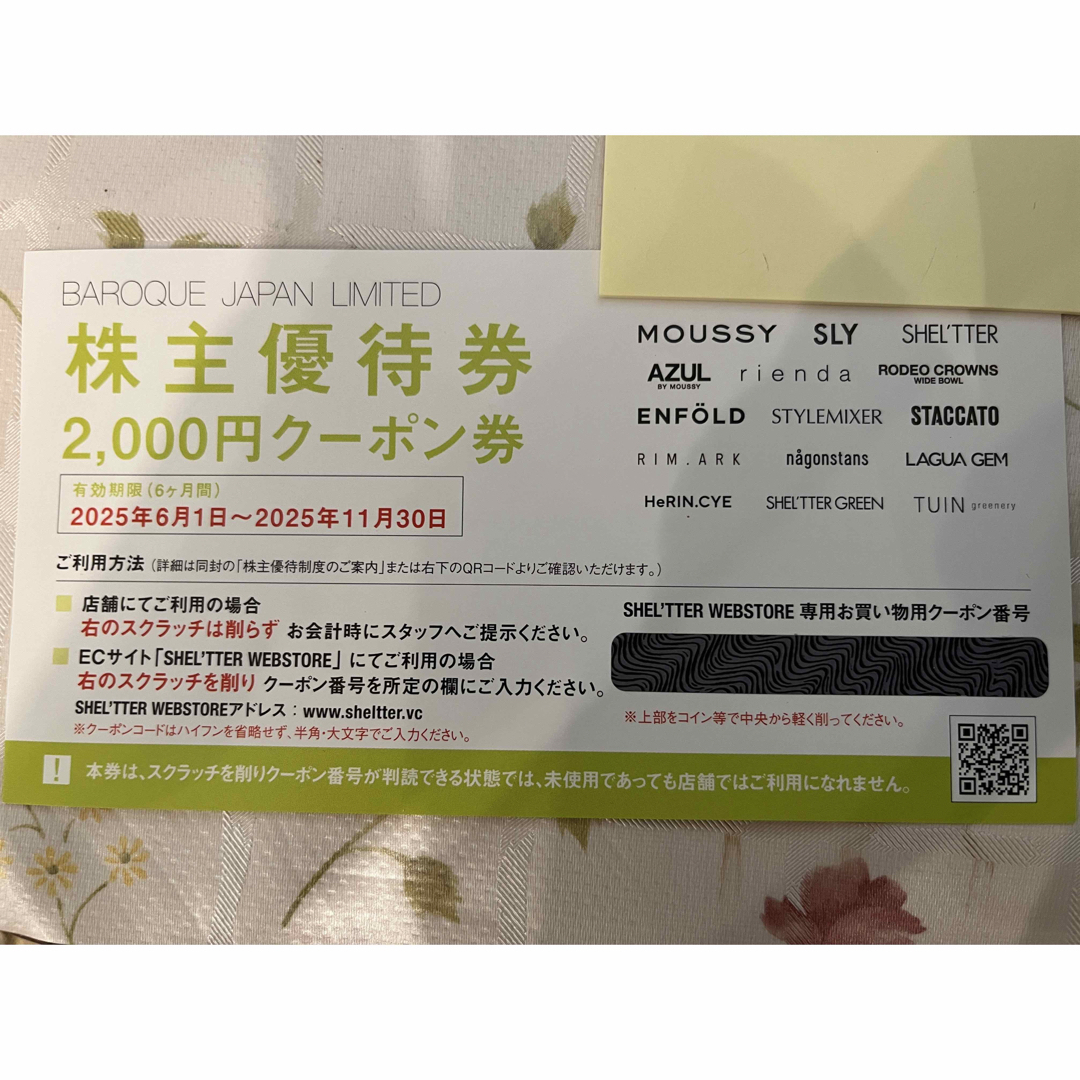 BAROQUE JAPAN LIMITED
株主優待券
2,000円クーポン券
有効期限(6ヶ月間)
2025年6月1日〜2025年11月30日
MOUSSY SLY SHEL'TTER
AZUL BY MOUSSY rienda RODEO CROWNS WIDE BOWL
ENFÖLD STYLEMIXER STACCATO
RIM.ARK någonstans LAGUA GEM
HeRIN.CYE SHEL'TTER GREEN TUIN greenery
ご利用方法(詳細は同封の「株主優待制度のご案内」または右下のQRコードよりご確認いただけます。)
店舗にてご利用の場合
右のスクラッチは削らず お会計時にスタッフへご提示ください。
ECサイト「SHEL'TTER WEBSTORE」にてご利用の場合
右のスクラッチを削り クーポン番号を所定の欄にご入力ください。
SHEL'TTER WEBSTOREアドレス:www.sheltter.vc
※クーポンコードはハイフンを省略せず、半角・大文字でご入力ください。
SHEL'TTER WEBSTORE 専用お買い物用クーポン番号
※上部をコイン等で中央から軽く削ってください。
! 本券は、スクラッチを削りクーポン番号が判読できる状態では、未使用であっても店舗ではご利用になれません。